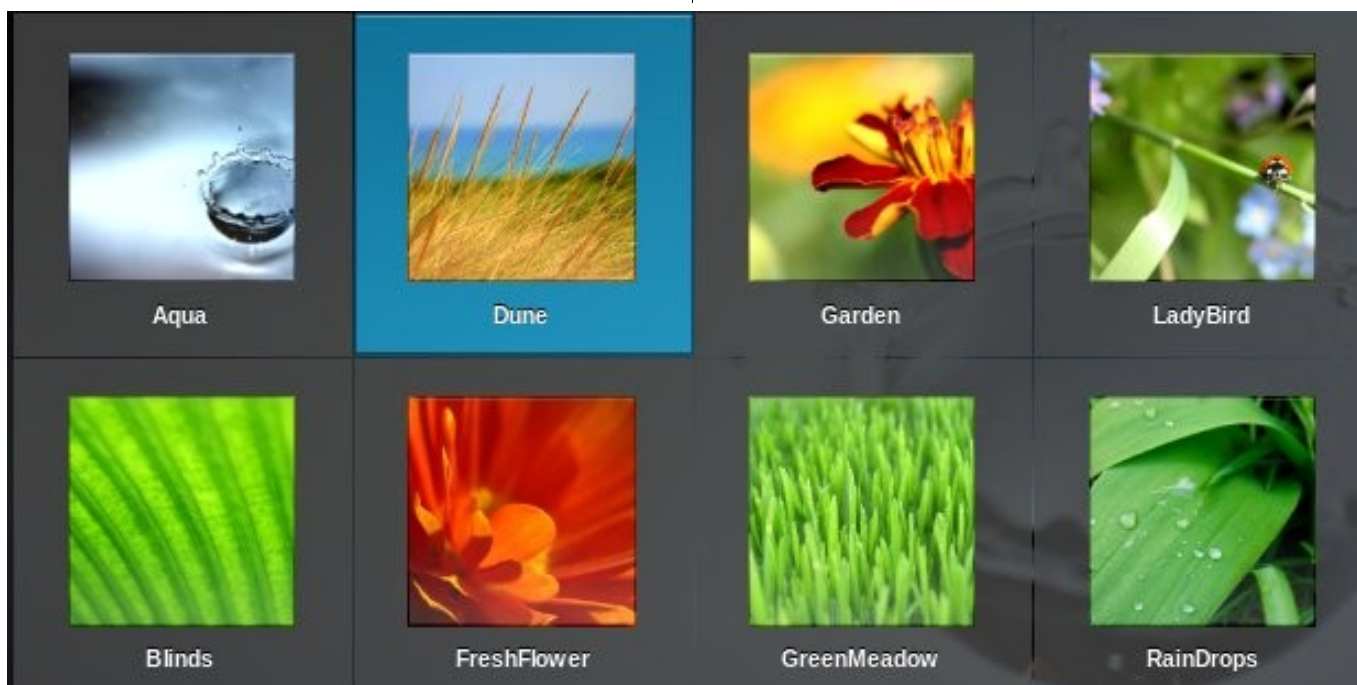 Aqua
Dune
Garden
LadyBird
Blinds
FreshFlower
GreenMeadow
RainDrops